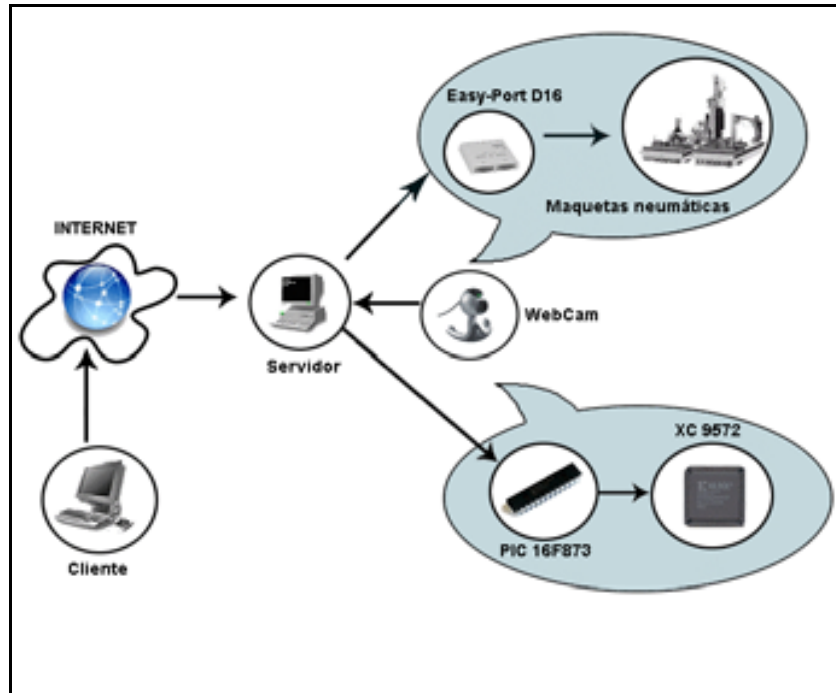 Easy-Port D16
Maquetas neumáticas
INTERNET
WebCam
Servidor
XC 9572
PIC 16F873
Cliente